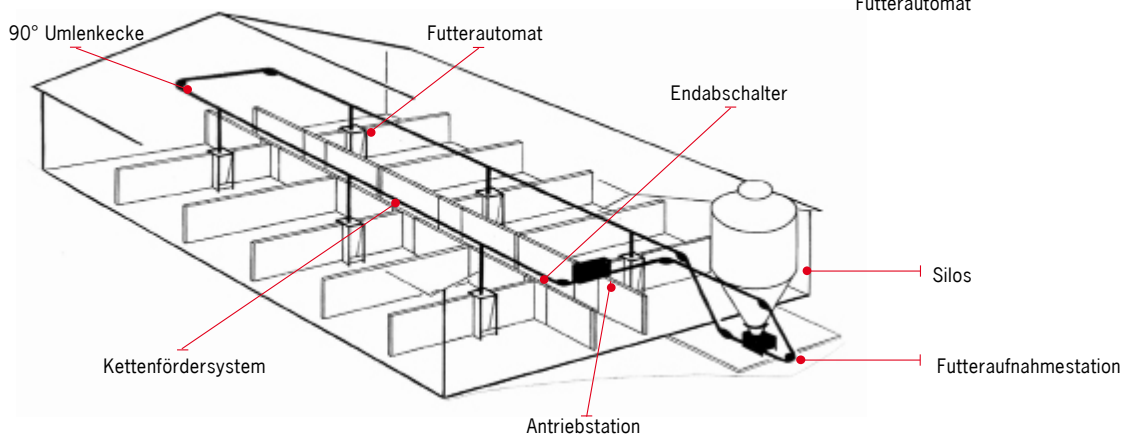 Futterautomat
90° Umlenkecke
Futterautomat
Endabschalter
Silos
Kettenfördersystem
Futteraufnahmestation
Antriebstation